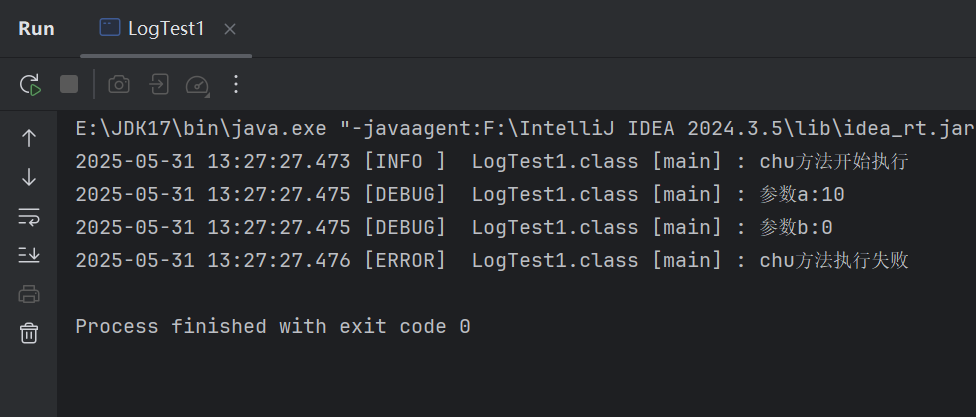 Run LogTest1
E:\JDK17\bin\java.exe "-javaagent:F:\IntelliJ IDEA 2024.3.5\lib\idea_rt.jar
2025-05-31 13:27:27.473 [INFO ]  LogTest1.class [main] : chu方法开始执行
2025-05-31 13:27:27.475 [DEBUG]  LogTest1.class [main] : 参数a:10
2025-05-31 13:27:27.475 [DEBUG]  LogTest1.class [main] : 参数b:0
2025-05-31 13:27:27.476 [ERROR]  LogTest1.class [main] : chu方法执行失败
Process finished with exit code 0